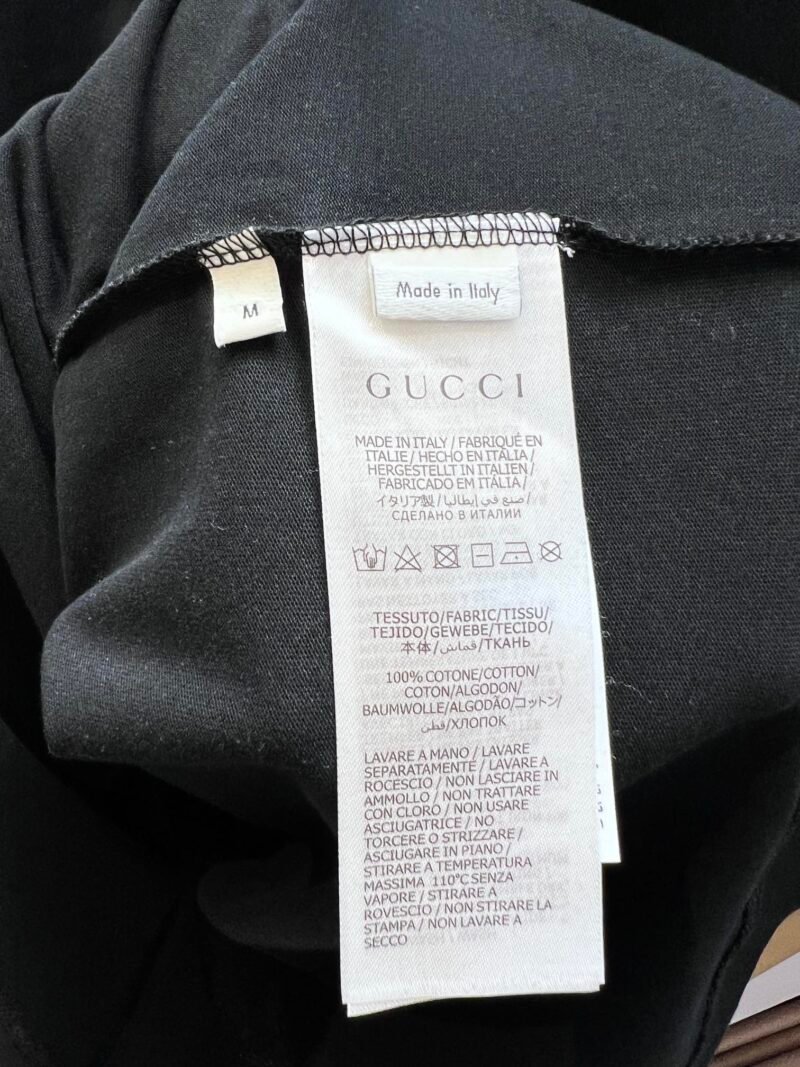 M
Made in Italy
GUCCI
MADE IN ITALY / FABRIQUÉ EN
ITALIE / HECHO EN ITALIA /
HERGESTELLT IN ITALIEN /
FABRICADO EM ITALIA /
イタリア製 / صنع في إيطاليا /
СДЕЛАНО В ИТАЛИИ
TESSUTO/FABRIC/TISSU/
TEJIDO/GEWEBE/TECIDO/
本体/قماش/ТКАНЬ
100% COTONE/COTTON/
COTON/ALGODON/
BAUMWOLLE/ALGODÃO/コットン/
قطن/ХЛОПОК
LAVARE A MANO / LAVARE
SEPARATAMENTE / LAVARE A
ROCESCIO / NON LASCIARE IN
AMMOLLO / NON TRATTARE
CON CLORO / NON USARE
ASCIUGATRICE / NO
TORCERE O STRIZZARE /
ASCIUGARE IN PIANO /
STIRARE A TEMPERATURA
MASSIMA 110°C SENZA
VAPORE / STIRARE A
ROVESCIO / NON STIRARE LA
STAMPA / NON LAVARE A
SECCO